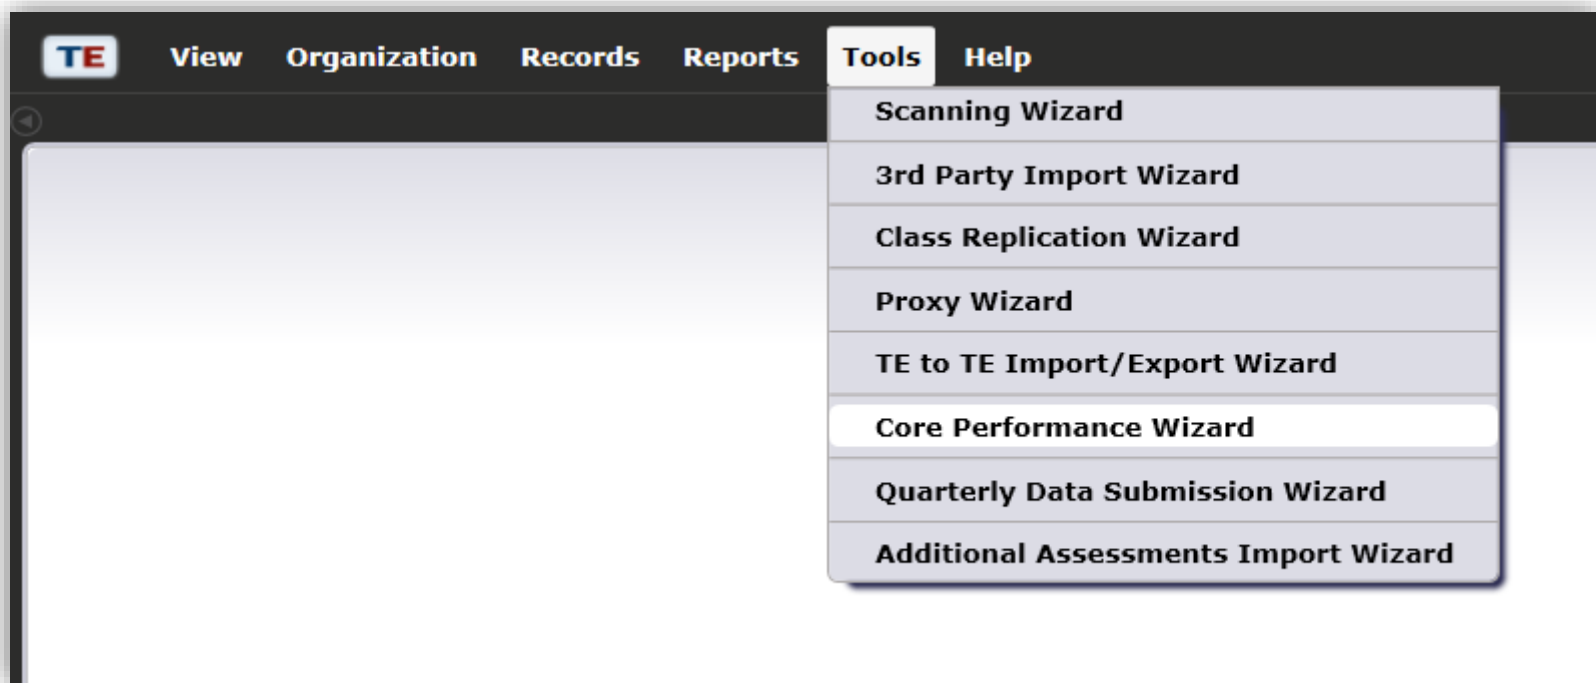 TE View Organization Records Reports Tools Help
Scanning Wizard
3rd Party Import Wizard
Class Replication Wizard
Proxy Wizard
TE to TE Import/Export Wizard
Core Performance Wizard
Quarterly Data Submission Wizard
Additional Assessments Import Wizard